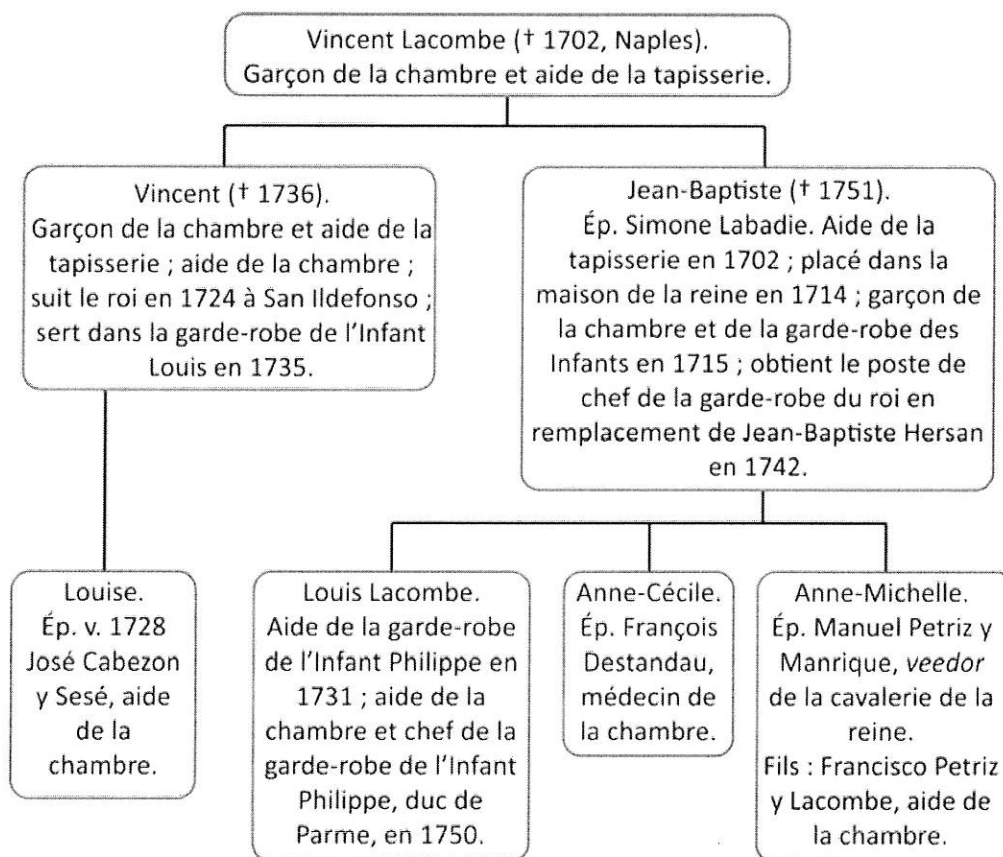 Vincent Lacombe († 1702, Naples).
Garçon de la chambre et aide de la tapisserie.
Vincent († 1736).
Garçon de la chambre et aide de la
tapisserie ; aide de la chambre ;
suit le roi en 1724 à San Ildefonso ;
sert dans la garde-robe de l’Infant
Louis en 1735.
Jean-Baptiste († 1751).
Ép. Simone Labadie. Aide de la
tapisserie en 1702 ; placé dans la
maison de la reine en 1714 ; garçon de
la chambre et de la garde-robe des
Infants en 1715 ; obtient le poste de
chef de la garde-robe du roi en
remplacement de Jean-Baptiste Hersan
en 1742.
Louise.
Ép. v. 1728
José Cabezon
y Sesé, aide
de la
chambre.
Louis Lacombe.
Aide de la garde-robe
de l’Infant Philippe en
1731 ; aide de la
chambre et chef de la
garde-robe de l’Infant
Philippe, duc de
Parme, en 1750.
Anne-Cécile.
Ép. François
Destandau,
médecin de
la chambre.
Anne-Michelle.
Ép. Manuel Petriz y
Manrique, veedor
de la cavalerie de la
reine.
Fils : Francisco Petriz
y Lacombe, aide de
la chambre.